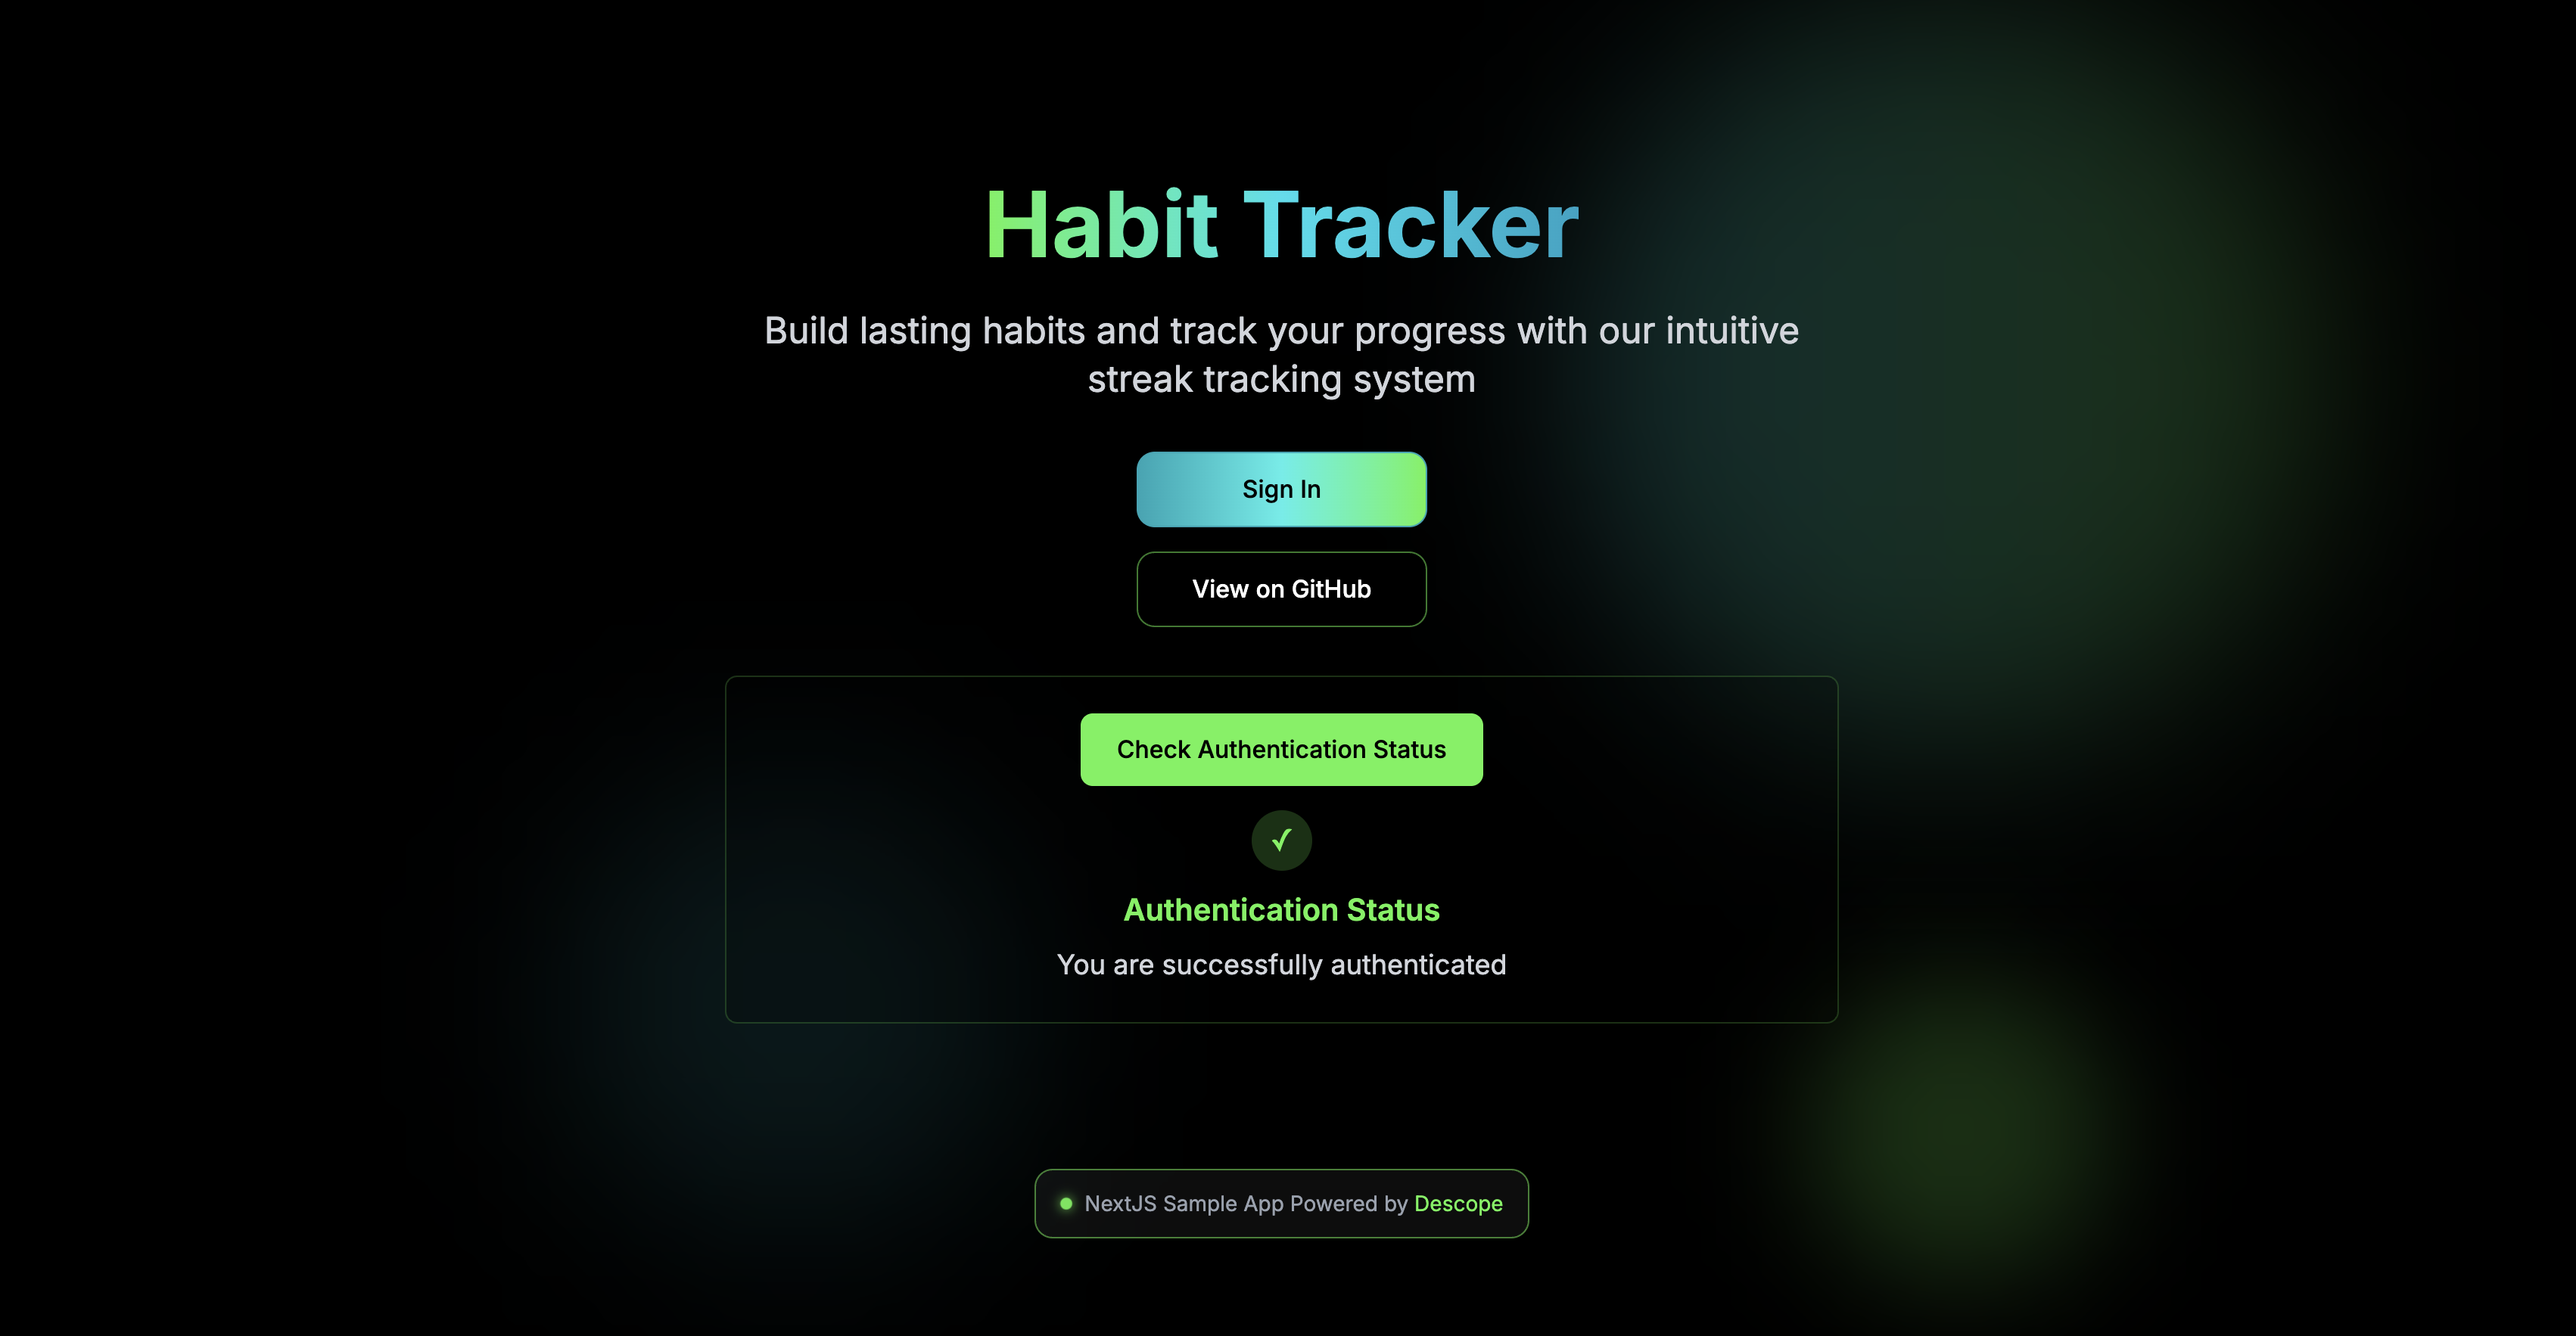 Habit Tracker
Build lasting habits and track your progress with our intuitive
streak tracking system
Sign In
View on GitHub
Check Authentication Status
✓
Authentication Status
You are successfully authenticated
NextJS Sample App Powered by Descope